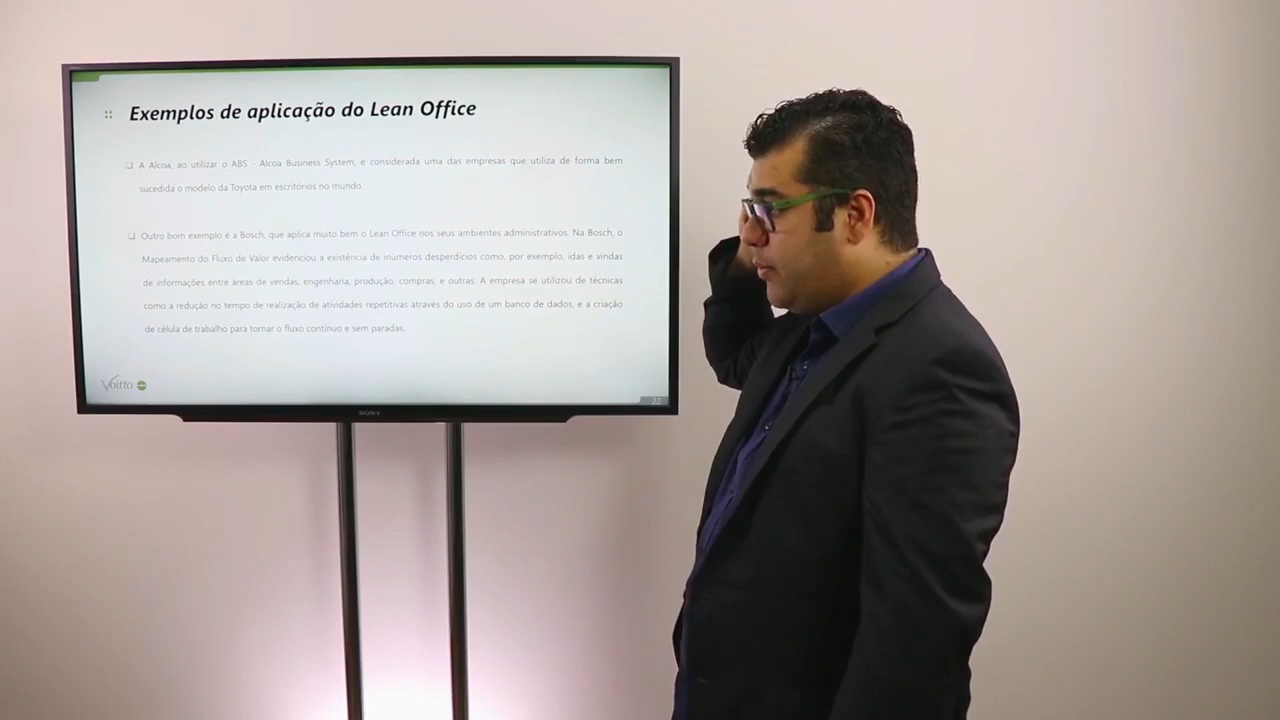 Exemplos de aplicação do Lean Office
A Alcoa, ao utilizar o ABS - Alcoa Business System, é considerada uma das empresas que utiliza de forma bem
sucedida o modelo da Toyota em escritórios no mundo.
Outro bom exemplo é a Bosch, que aplica muito bem o Lean Office nos seus ambientes administrativos. Na Bosch, o
Mapeamento do Fluxo de Valor evidenciou a existência de inúmeros desperdícios como, por exemplo, idas e vindas
de informações entre áreas de vendas, engenharia, produção, compras, e outras. A empresa se utilizou de técnicas
como a redução no tempo de realização de atividades repetitivas através do uso de um banco de dados, e a criação
de célula de trabalho para tornar o fluxo contínuo e sem paradas.
Voitto
22
SONY